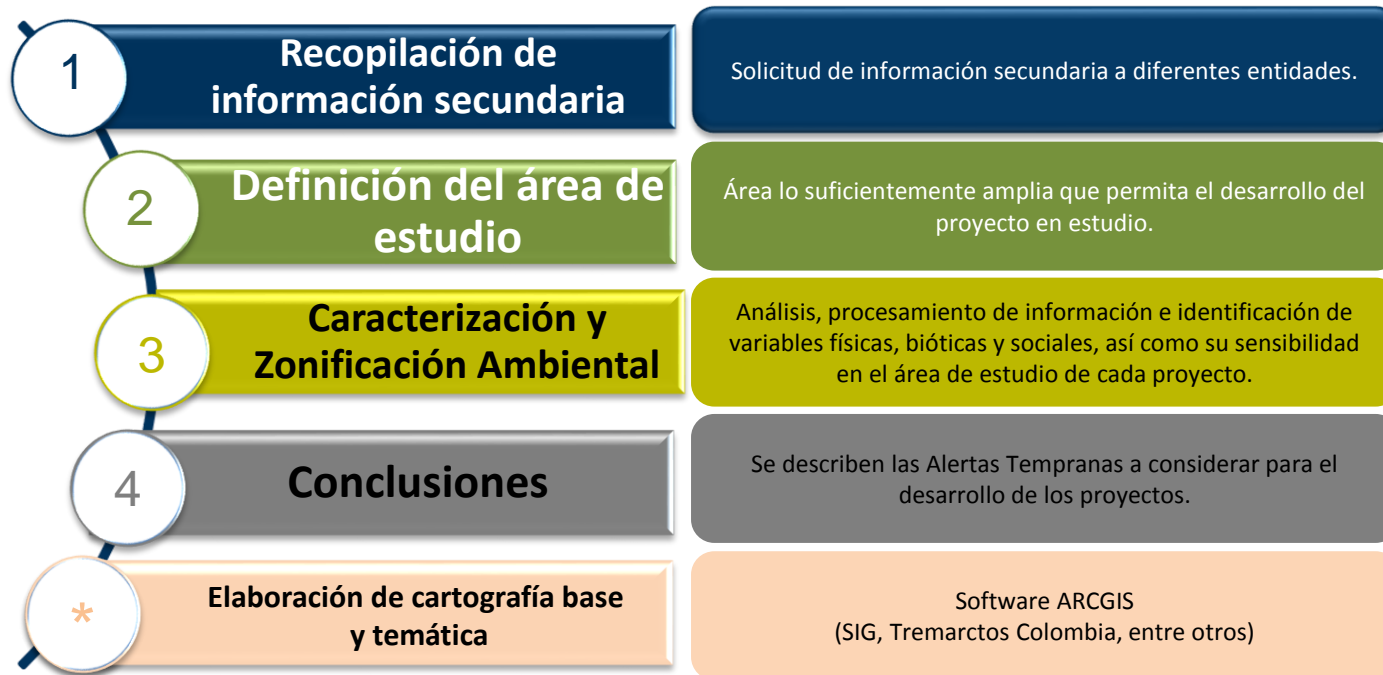 1
Recopilación de
información secundaria
Solicitud de información secundaria a diferentes entidades.
2
Definición del área de
estudio
Área lo suficientemente amplia que permita el desarrollo del
proyecto en estudio.
3
Caracterización y
Zonificación Ambiental
Análisis, procesamiento de información e identificación de
variables físicas, bióticas y sociales, así como su sensibilidad
en el área de estudio de cada proyecto.
4
Conclusiones
Se describen las Alertas Tempranas a considerar para el
desarrollo de los proyectos.
*
Elaboración de cartografía base
y temática
Software ARCGIS
(SIG, Tremarctos Colombia, entre otros)